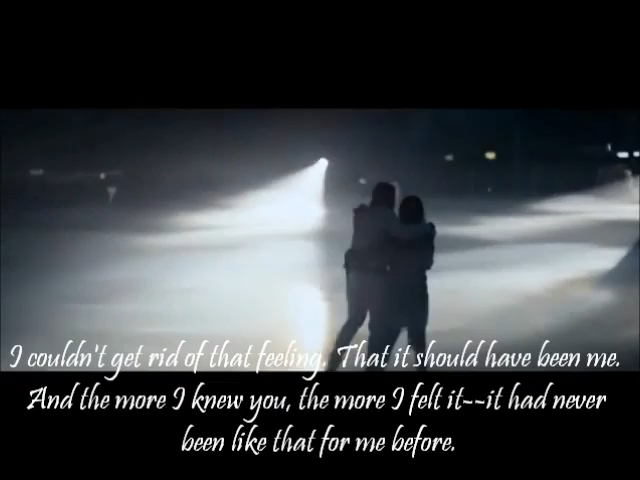 I couldn't get rid of that feeling.  That it should have been me.
And the more I knew you, the more I felt it--it had never
been like that for me before.